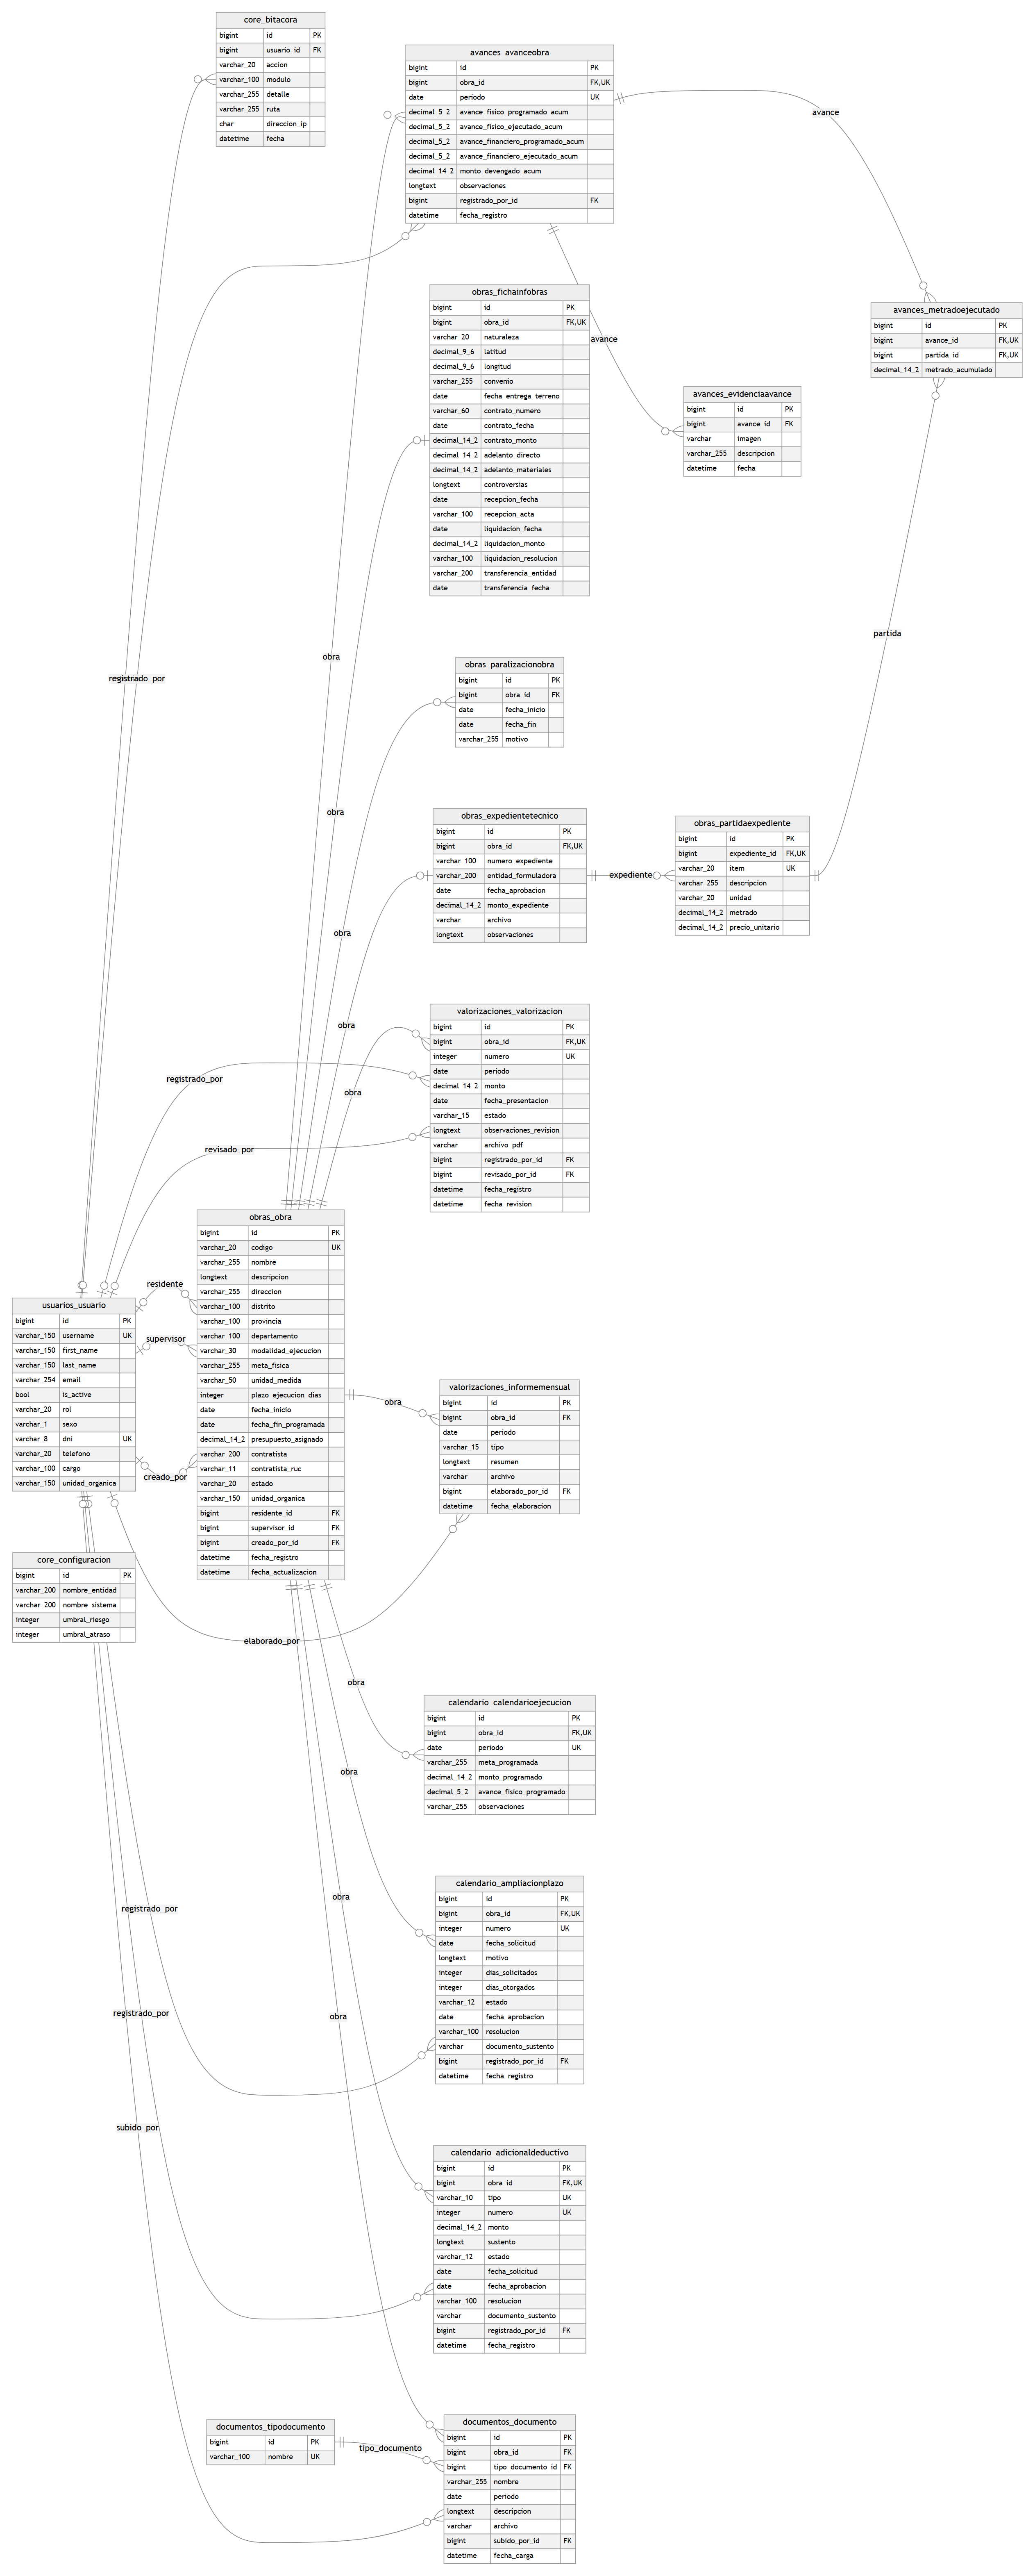 core_bitacora
bigint id PK
bigint usuario_id FK
varchar_20 accion
varchar_100 modulo
varchar_255 detalle
varchar_255 ruta
char direccion_ip
datetime fecha
avances_avanceobra
bigint id PK
bigint obra_id FK,UK
date periodo UK
decimal_5_2 avance_fisico_programado_acum
decimal_5_2 avance_fisico_ejecutado_acum
decimal_5_2 avance_financiero_programado_acum
decimal_5_2 avance_financiero_ejecutado_acum
decimal_14_2 monto_devengado_acum
longtext observaciones
bigint registrado_por_id FK
datetime fecha_registro
avance
obras_fichainfobras
bigint id PK
bigint obra_id FK,UK
varchar_20 naturaleza
decimal_9_6 latitud
decimal_9_6 longitud
varchar_255 convenio
date fecha_entrega_terreno
varchar_60 contrato_numero
date contrato_fecha
decimal_14_2 contrato_monto
decimal_14_2 adelanto_directo
decimal_14_2 adelanto_materiales
longtext controversias
date recepcion_fecha
varchar_100 recepcion_acta
date liquidacion_fecha
decimal_14_2 liquidacion_monto
varchar_100 liquidacion_resolucion
varchar_200 transferencia_entidad
date transferencia_fecha
avance
avances_metradoejecutado
bigint id PK
bigint avance_id FK,UK
bigint partida_id FK,UK
decimal_14_2 metrado_acumulado
avances_evidenciaavance
bigint id PK
bigint avance_id FK
varchar imagen
varchar_255 descripcion
datetime fecha
partida
obra
registrado_por
obras_paralizacionobra
bigint id PK
bigint obra_id FK
date fecha_inicio
date fecha_fin
varchar_255 motivo
obra
obras_expedientetecnico
bigint id PK
bigint obra_id FK,UK
varchar_100 numero_expediente
varchar_200 entidad_formuladora
date fecha_aprobacion
decimal_14_2 monto_expediente
varchar archivo
longtext observaciones
expediente
obras_partidaexpediente
bigint id PK
bigint expediente_id FK,UK
varchar_20 item UK
varchar_255 descripcion
varchar_20 unidad
decimal_14_2 metrado
decimal_14_2 precio_unitario
obra
obra
valorizaciones_valorizacion
bigint id PK
bigint obra_id FK,UK
integer numero UK
date periodo
decimal_14_2 monto
date fecha_presentacion
varchar_15 estado
longtext observaciones_revision
varchar archivo_pdf
bigint registrado_por_id FK
bigint revisado_por_id FK
datetime fecha_registro
datetime fecha_revision
registrado_por
obra
revisado_por
obras_obra
bigint id PK
varchar_20 codigo UK
varchar_255 nombre
longtext descripcion
varchar_255 direccion
varchar_100 distrito
varchar_100 provincia
varchar_100 departamento
varchar_30 modalidad_ejecucion
varchar_255 meta_fisica
varchar_50 unidad_medida
integer plazo_ejecucion_dias
date fecha_inicio
date fecha_fin_programada
decimal_14_2 presupuesto_asignado
varchar_200 contratista
varchar_11 contratista_ruc
varchar_20 estado
varchar_150 unidad_organica
bigint residente_id FK
bigint supervisor_id FK
bigint creado_por_id FK
datetime fecha_registro
datetime fecha_actualizacion
residente
supervisor
creado_por
usuarios_usuario
bigint id PK
varchar_150 username UK
varchar_150 first_name
varchar_150 last_name
varchar_254 email
bool is_active
varchar_20 rol
varchar_1 sexo
varchar_8 dni UK
varchar_20 telefono
varchar_100 cargo
varchar_150 unidad_organica
obra
valorizaciones_informemensual
bigint id PK
bigint obra_id FK
date periodo
varchar_15 tipo
longtext resumen
varchar archivo
bigint elaborado_por_id FK
datetime fecha_elaboracion
core_configuracion
bigint id PK
varchar_200 nombre_entidad
varchar_200 nombre_sistema
integer umbral_riesgo
integer umbral_atraso
elaborado_por
obra
calendario_calendarioejecucion
bigint id PK
bigint obra_id FK,UK
date periodo UK
varchar_255 meta_programada
decimal_14_2 monto_programado
decimal_5_2 avance_fisico_programado
varchar_255 observaciones
obra
obra
registrado_por
calendario_ampliacionplazo
bigint id PK
bigint obra_id FK,UK
integer numero UK
date fecha_solicitud
longtext motivo
integer dias_solicitados
integer dias_otorgados
varchar_12 estado
date fecha_aprobacion
varchar_100 resolucion
varchar documento_sustento
bigint registrado_por_id FK
datetime fecha_registro
registrado_por
obra
subido_por
calendario_adicionaldeductivo
bigint id PK
bigint obra_id FK,UK
varchar_10 tipo UK
integer numero UK
decimal_14_2 monto
longtext sustento
varchar_12 estado
date fecha_solicitud
date fecha_aprobacion
varchar_100 resolucion
varchar documento_sustento
bigint registrado_por_id FK
datetime fecha_registro
documentos_tipodocumento
bigint id PK
varchar_100 nombre UK
tipo_documento
documentos_documento
bigint id PK
bigint obra_id FK
bigint tipo_documento_id FK
varchar_255 nombre
date periodo
longtext descripcion
varchar archivo
bigint subido_por_id FK
datetime fecha_carga